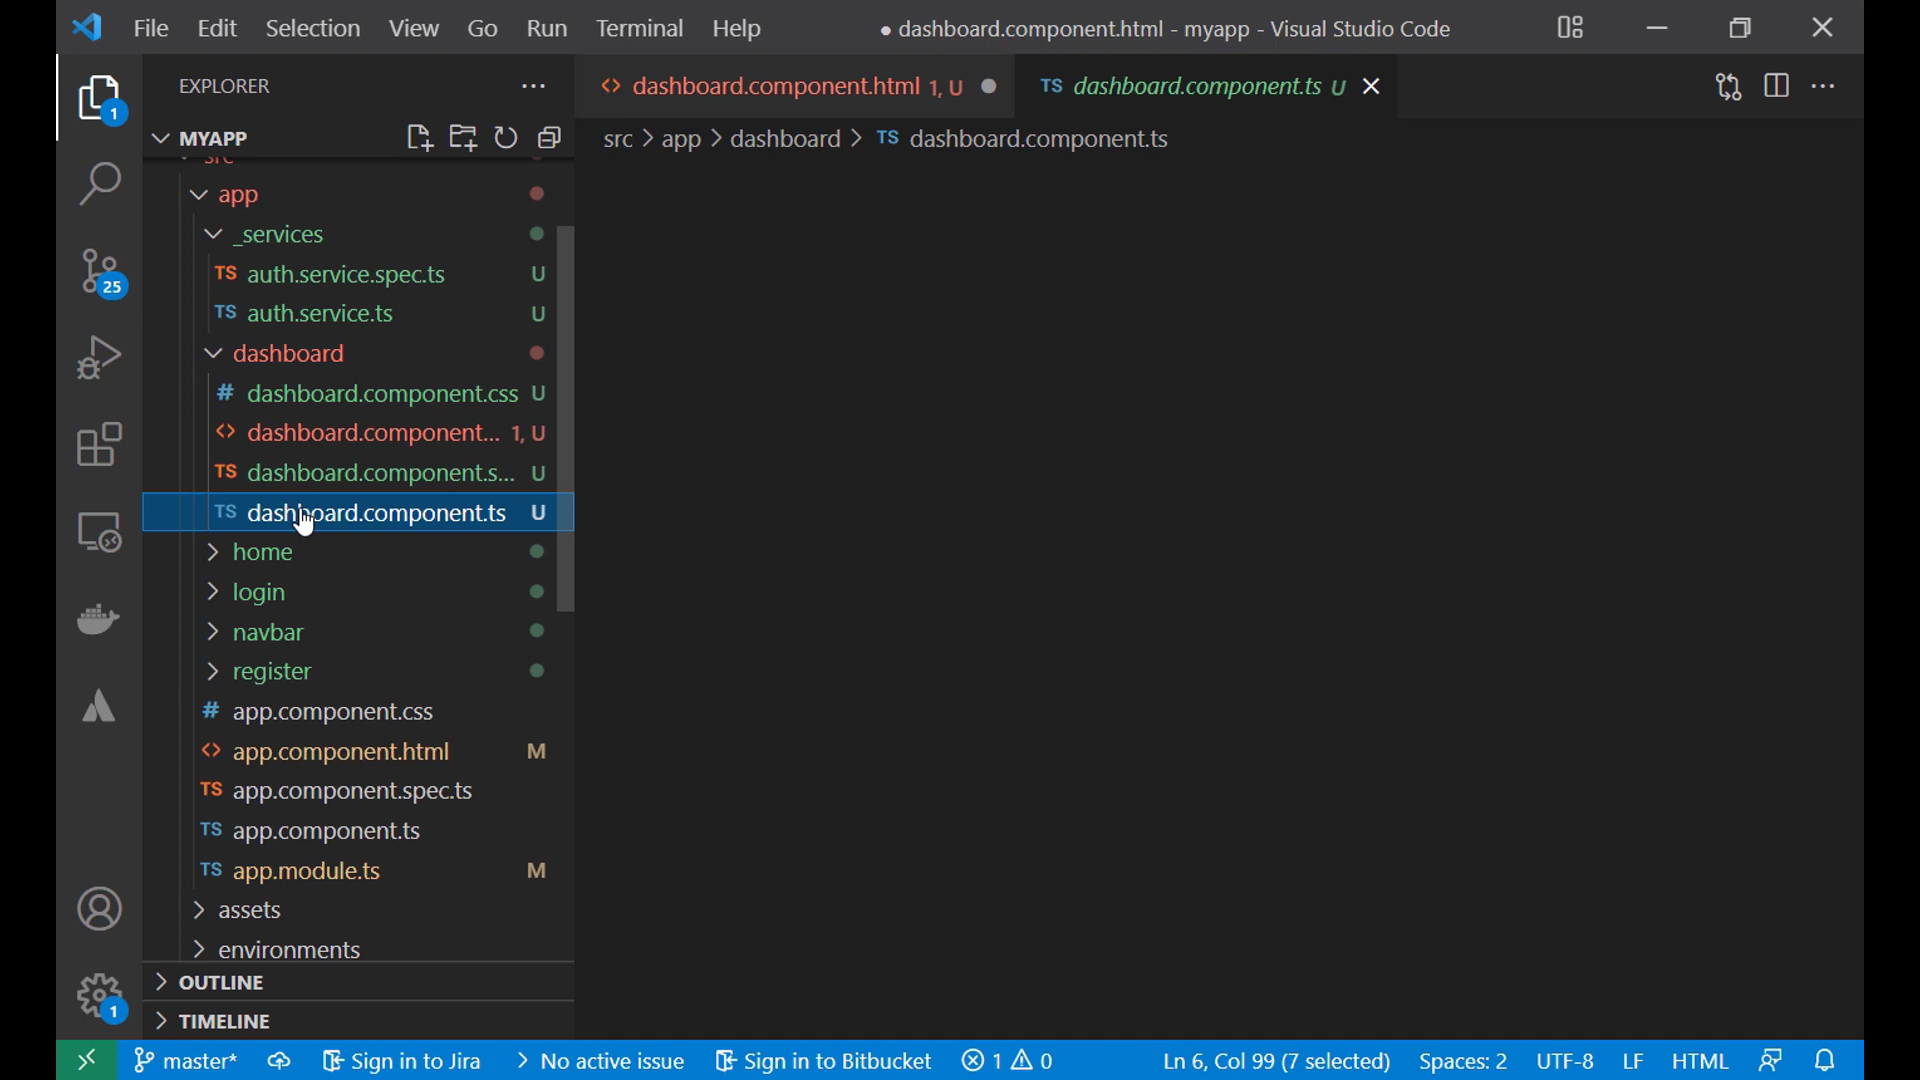 File Edit Selection View Go Run Terminal Help ● dashboard.component.html - myapp - Visual Studio Code
EXPLORER
dashboard.component.html 1, U
TS dashboard.component.ts U
MYAPP
src > app > dashboard > TS dashboard.component.ts
src
app
_services
TS auth.service.spec.ts U
TS auth.service.ts U
dashboard
# dashboard.component.css U
<> dashboard.component... 1, U
TS dashboard.component.s... U
TS dashboard.component.ts U
home
login
navbar
register
# app.component.css
<> app.component.html M
TS app.component.spec.ts
TS app.component.ts
TS app.module.ts M
assets
environments
OUTLINE
TIMELINE
1
25
1
master* Sign in to Jira > No active issue Sign in to Bitbucket 1 0 Ln 6, Col 99 (7 selected) Spaces: 2 UTF-8 LF HTML